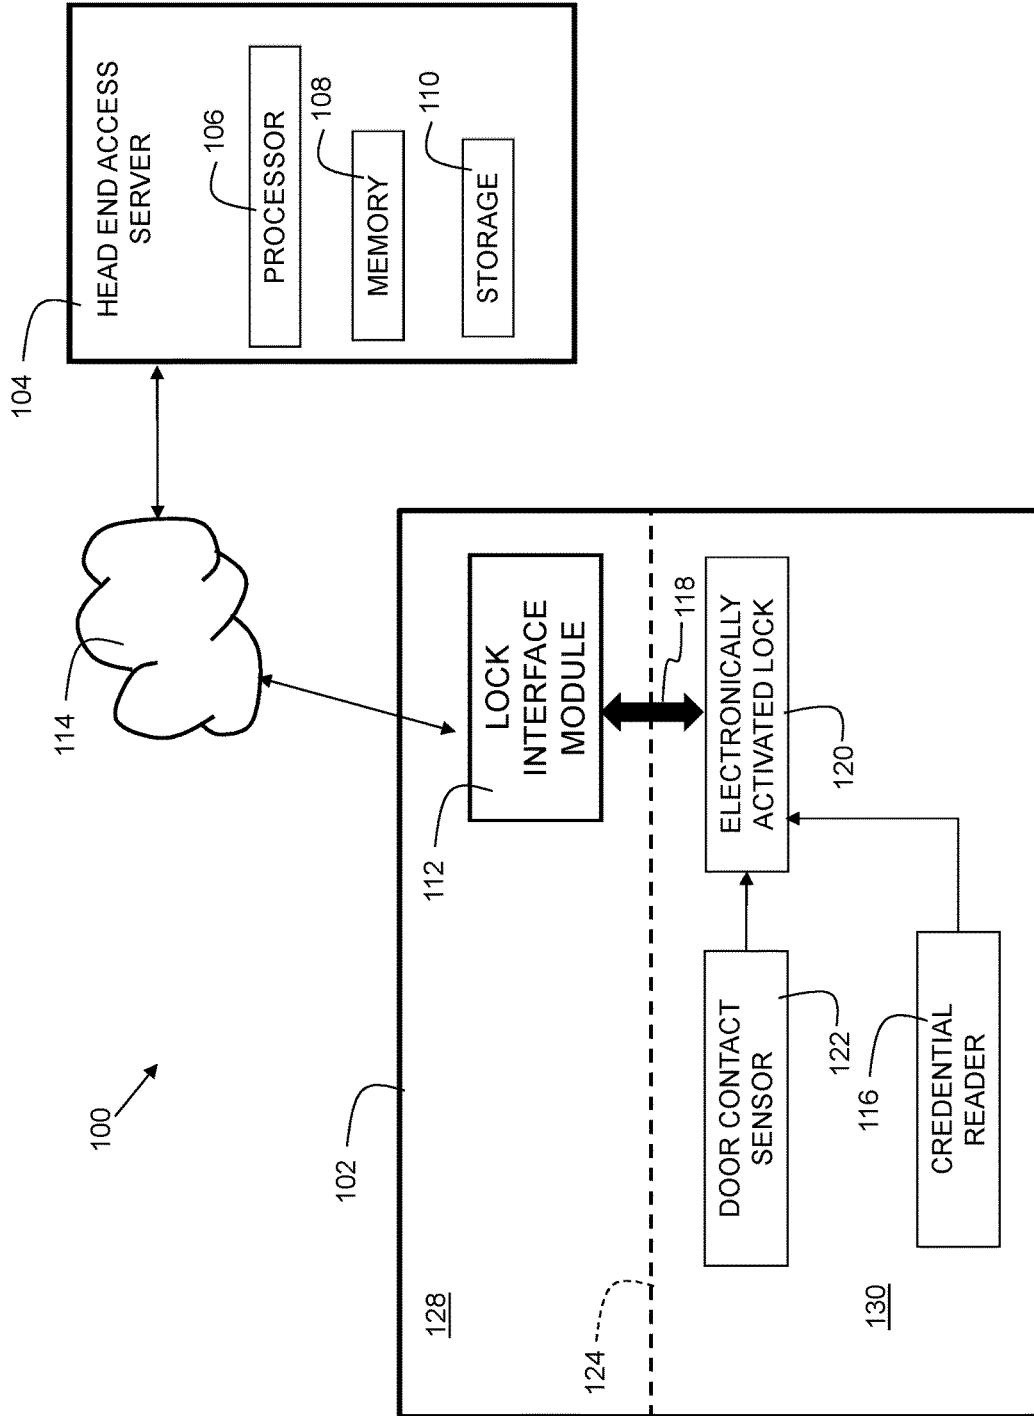 100
114
104
HEAD END ACCESS
SERVER
106
PROCESSOR
108
MEMORY
110
STORAGE
102
128
112
LOCK
INTERFACE
MODULE
124
118
DOOR CONTACT
SENSOR
122
ELECTRONICALLY
ACTIVATED LOCK
120
116
CREDENTIAL
READER
130